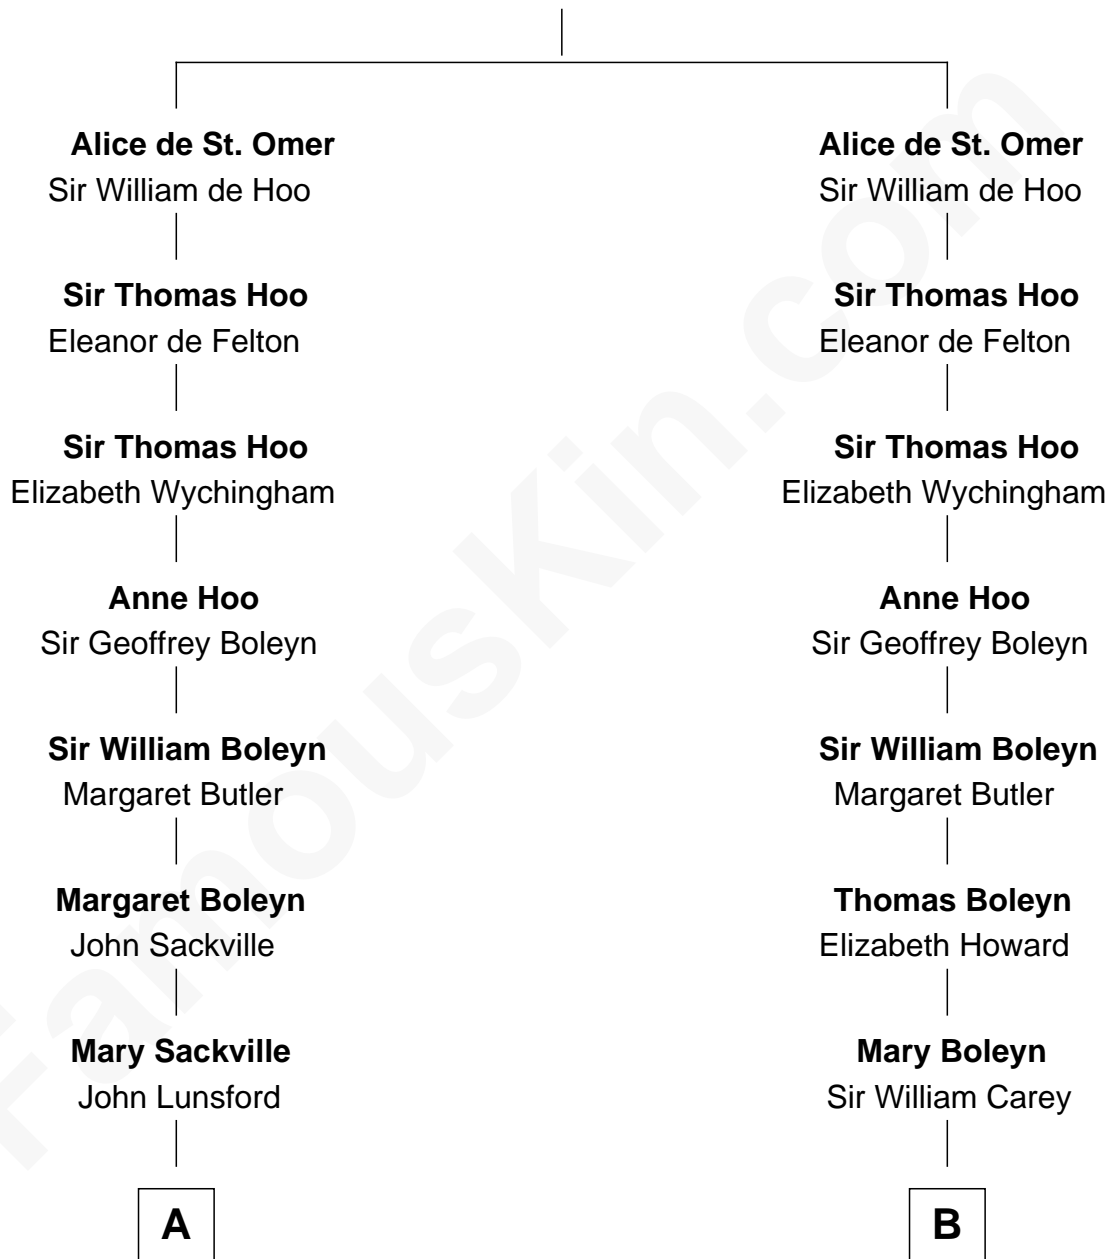 Alice de St. Omer
Sir William de Hoo
Sir Thomas Hoo
Eleanor de Felton
Sir Thomas Hoo
Elizabeth Wychingham
Anne Hoo
Sir Geoffrey Boleyn
Sir William Boleyn
Margaret Butler
Margaret Boleyn
John Sackville
Mary Sackville
John Lunsford
A
Alice de St. Omer
Sir William de Hoo
Sir Thomas Hoo
Eleanor de Felton
Sir Thomas Hoo
Elizabeth Wychingham
Anne Hoo
Sir Geoffrey Boleyn
Sir William Boleyn
Margaret Butler
Thomas Boleyn
Elizabeth Howard
Mary Boleyn
Sir William Carey
B
FamousKin.com